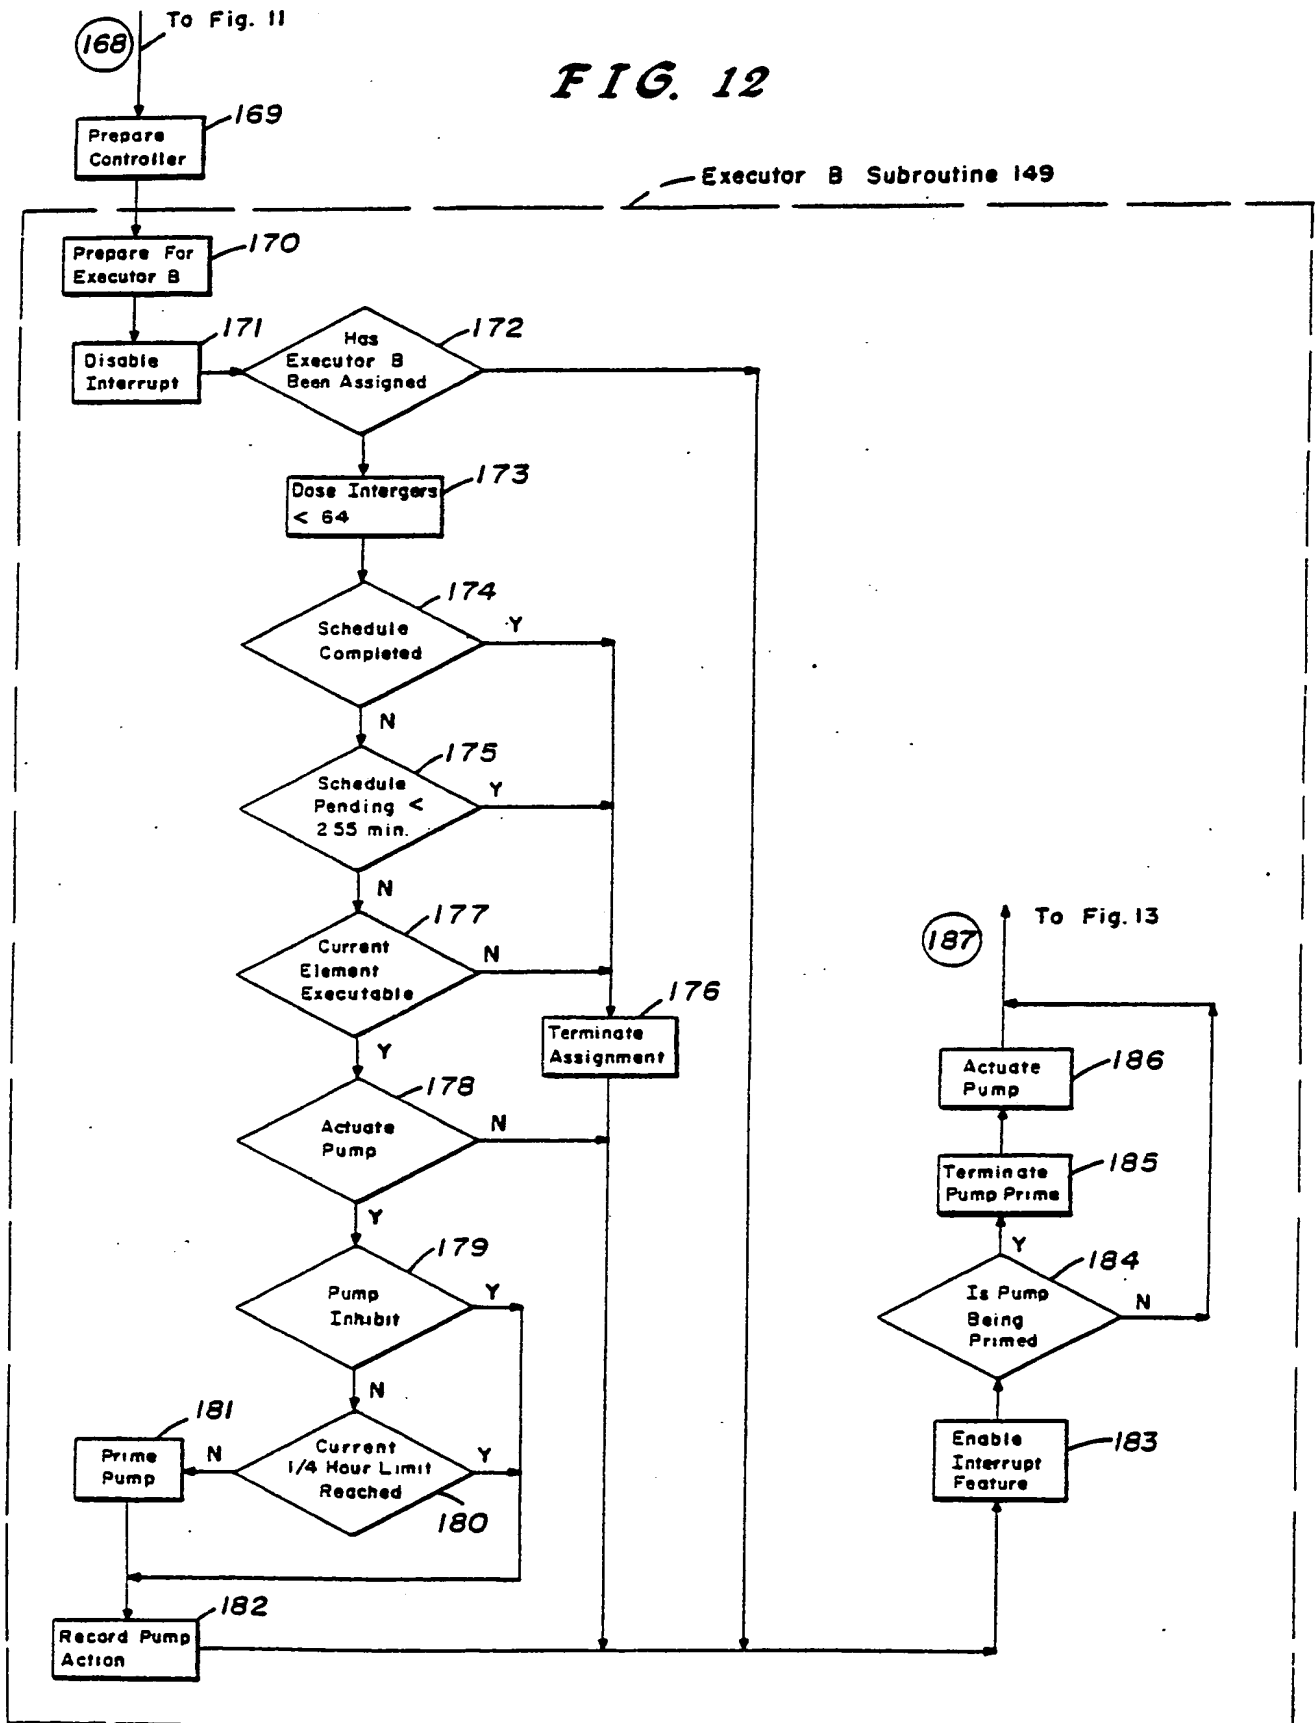 To Fig. 11
168
FIG. 12
169
Prepare
Controller
Executor B Subroutine 149
170
Prepare For
Executor B
171
Disable
Interrupt
172
Has
Executor B
Been Assigned
173
Dose Intergers
< 64
174
Schedule
Completed
Y
N
175
Schedule
Pending <
255 min.
Y
N
177
Current
Element
Executable
N
Y
176
Terminate
Assignment
178
Actuate
Pump
N
Y
179
Pump
Inhibit
Y
N
181
Prime
Pump
N
Current
1/4 Hour Limit
Reached
Y
180
182
Record Pump
Action
To Fig. 13
187
186
Actuate
Pump
185
Terminate
Pump Prime
Y
184
Is Pump
Being
Primed
N
183
Enable
Interrupt
Feature